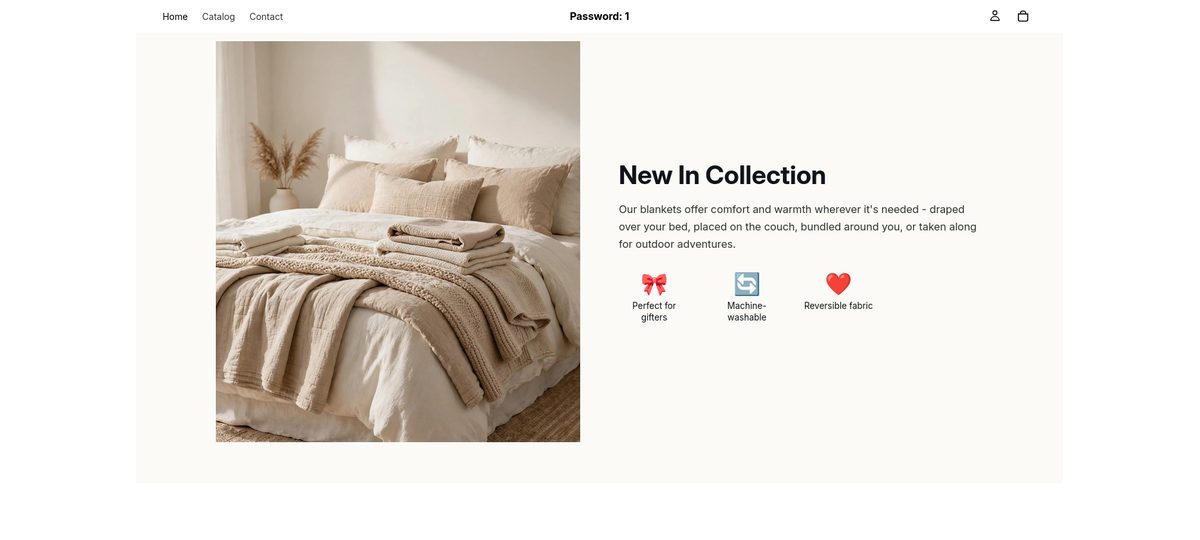 Home Catalog Contact
Password: 1
New In Collection
Our blankets offer comfort and warmth wherever it's needed - draped
over your bed, placed on the couch, bundled around you, or taken along
for outdoor adventures.
Perfect for
gifters
Machine-
washable
Reversible fabric